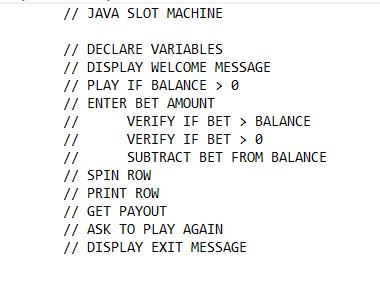 // JAVA SLOT MACHINE
// DECLARE VARIABLES
// DISPLAY WELCOME MESSAGE
// PLAY IF BALANCE > 0
// ENTER BET AMOUNT
//      VERIFY IF BET > BALANCE
//      VERIFY IF BET > 0
//      SUBTRACT BET FROM BALANCE
// SPIN ROW
// PRINT ROW
// GET PAYOUT
// ASK TO PLAY AGAIN
// DISPLAY EXIT MESSAGE